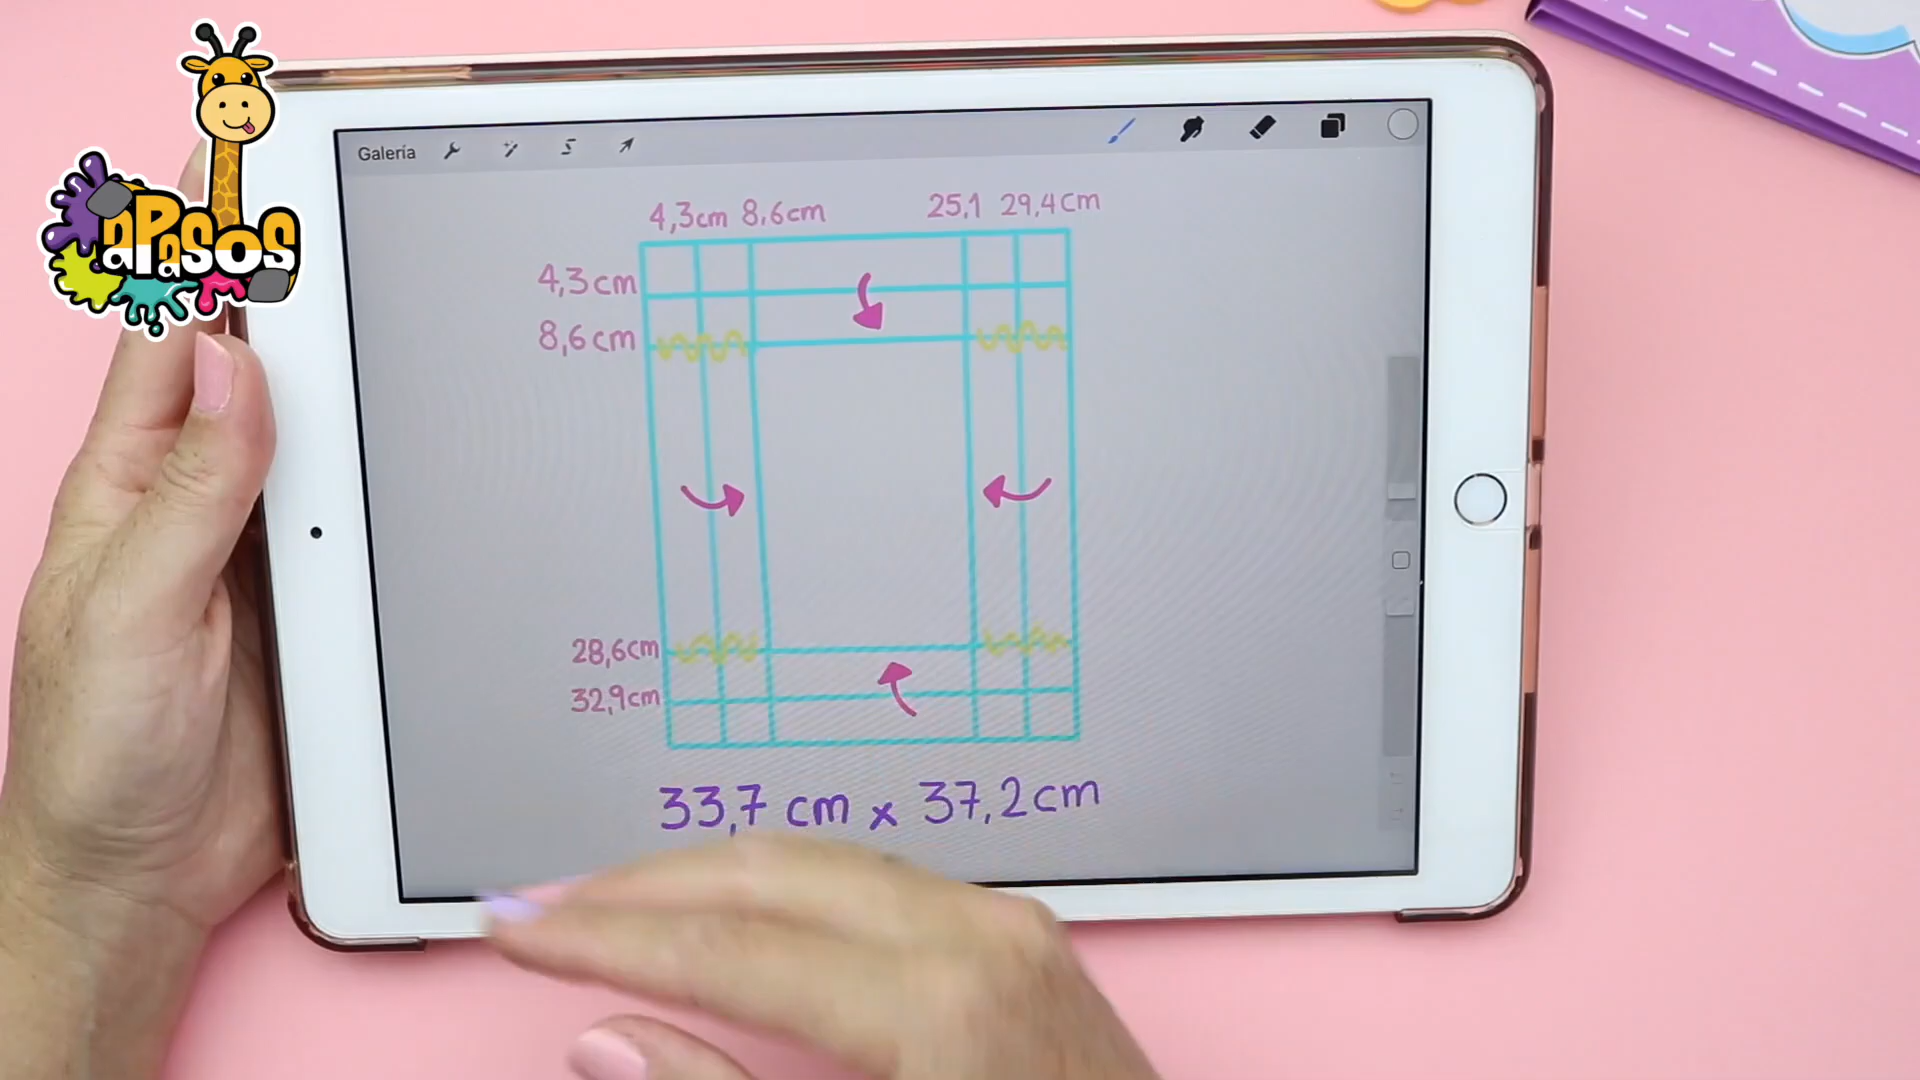 aPasos
Galería
4,3cm 8,6cm 25,1 29,4cm
4,3cm
8,6cm
28,6cm
32,9cm
33,7 cm x 37,2cm